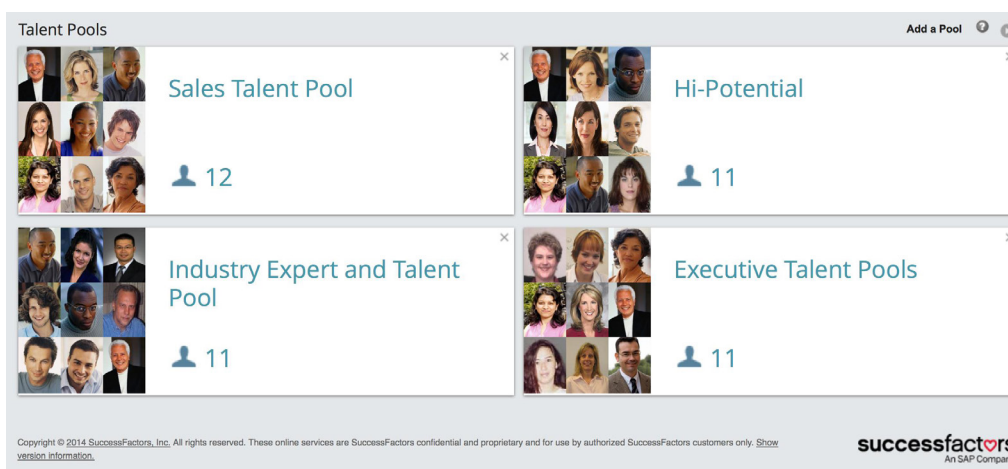 Talent Pools
Add a Pool ?
Sales Talent Pool
12
Hi-Potential
11
Industry Expert and Talent
Pool
11
Executive Talent Pools
11
Copyright © 2014 SuccessFactors, Inc. All rights reserved. These online services are SuccessFactors confidential and proprietary and for use by authorized SuccessFactors customers only. Show
version information.
successfactors
An SAP Compan